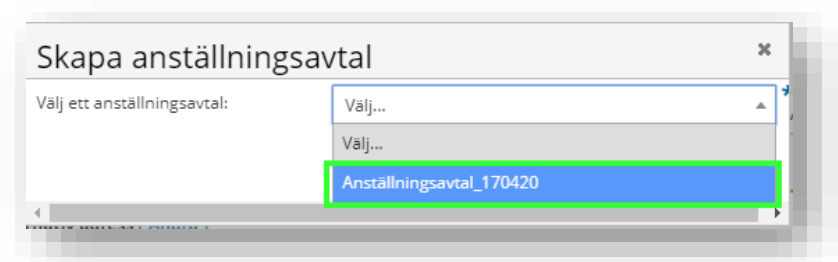 Skapa anställningsavtal
Välj ett anställningsavtal:
Välj...
Välj...
Anställningsavtal_170420